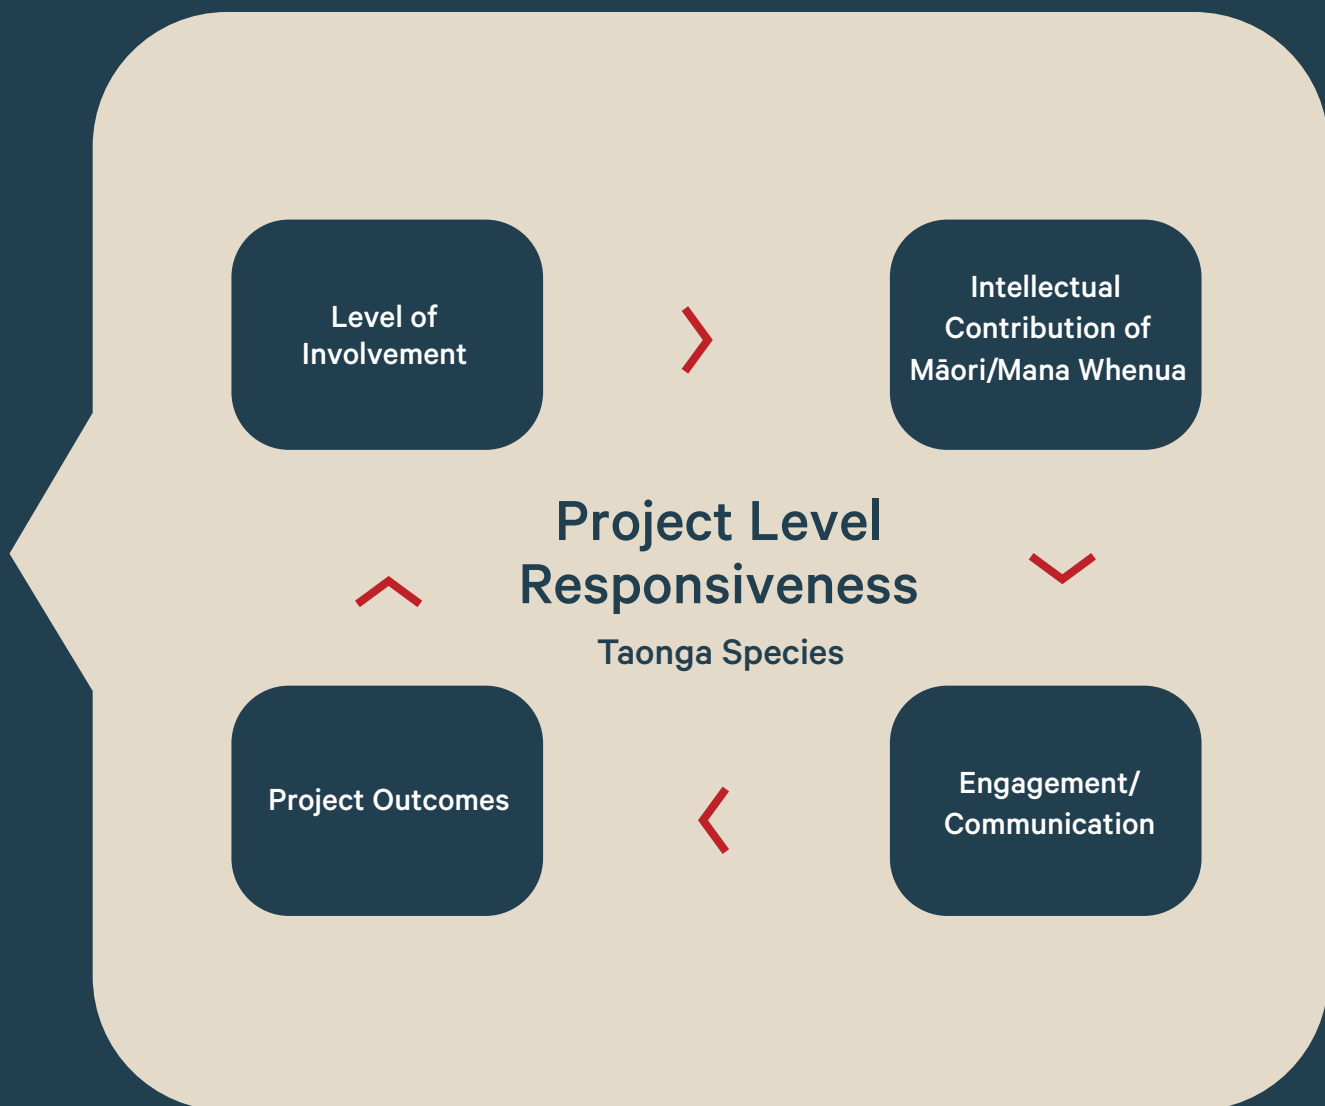 Level of
Involvement
Intellectual
Contribution of
Māori/Mana Whenua
Project Level
Responsiveness
Taonga Species
Project Outcomes
Engagement/
Communication